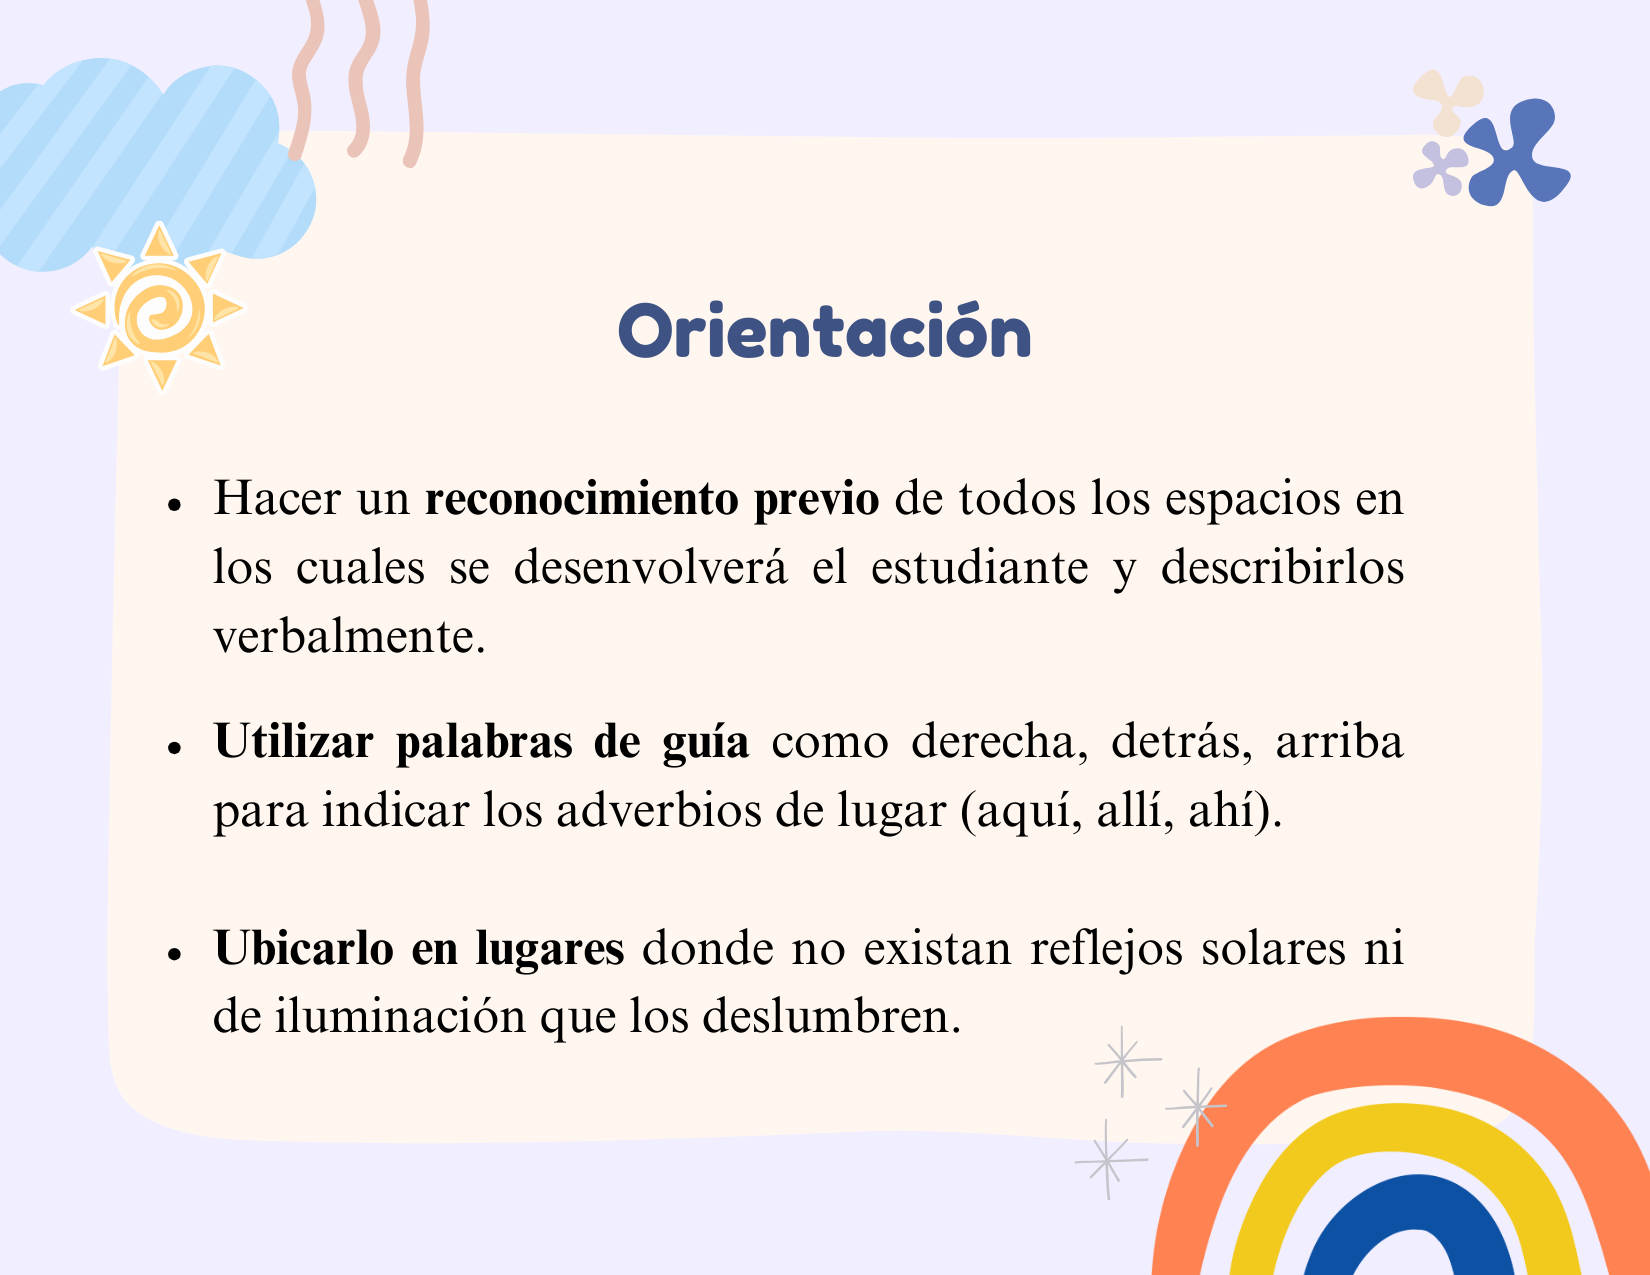 Orientación
• Hacer un reconocimiento previo de todos los espacios en
los cuales se desenvolverá el estudiante y describirlos
verbalmente.
• Utilizar palabras de guía como derecha, detrás, arriba
para indicar los adverbios de lugar (aquí, allí, ahí).
• Ubicarlo en lugares donde no existan reflejos solares ni
de iluminación que los deslumbren.